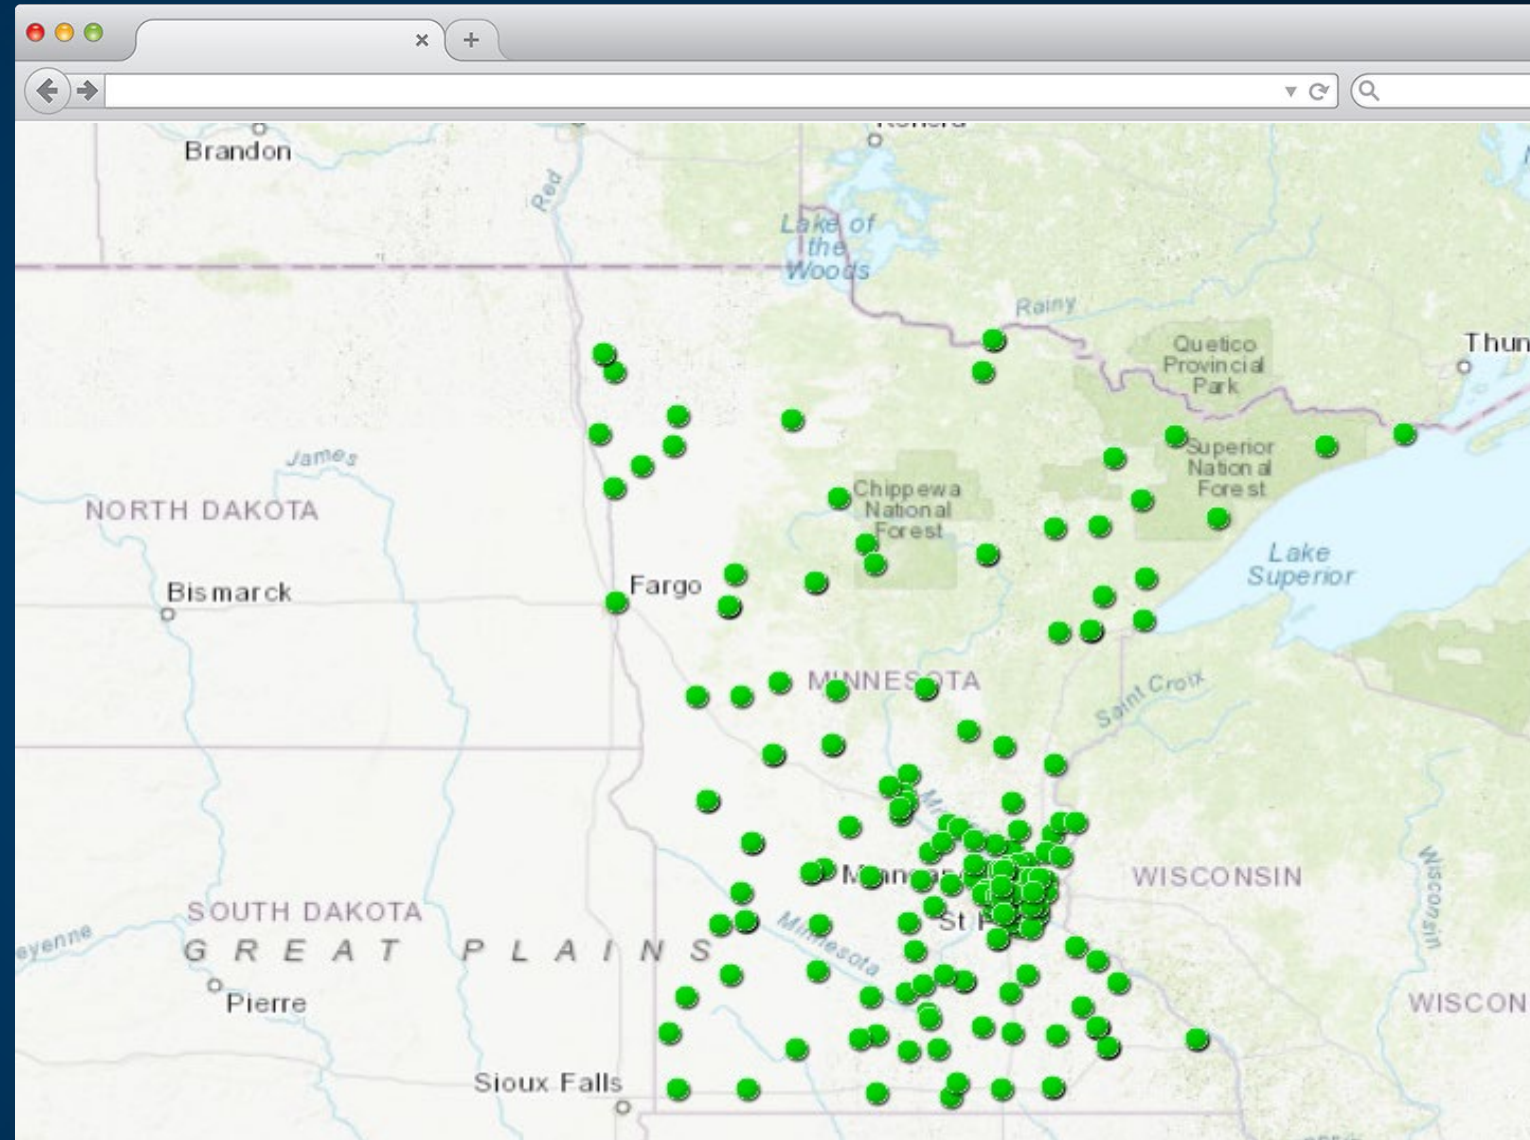 Brandon
Red
Lake of
the
Woods
Rainy
Quetico
Provincial
Park
Thun
James
Superior
National
Forest
Chippewa
National
Forest
NORTH DAKOTA
Lake
Superior
Bismarck
Fargo
MINNESOTA
Saint Croix
WISCONSIN
Wisconsin
SOUTH DAKOTA
St P
Minnesota
eyenne
GREAT PLAINS
Pierre
WISCON
Sioux Falls